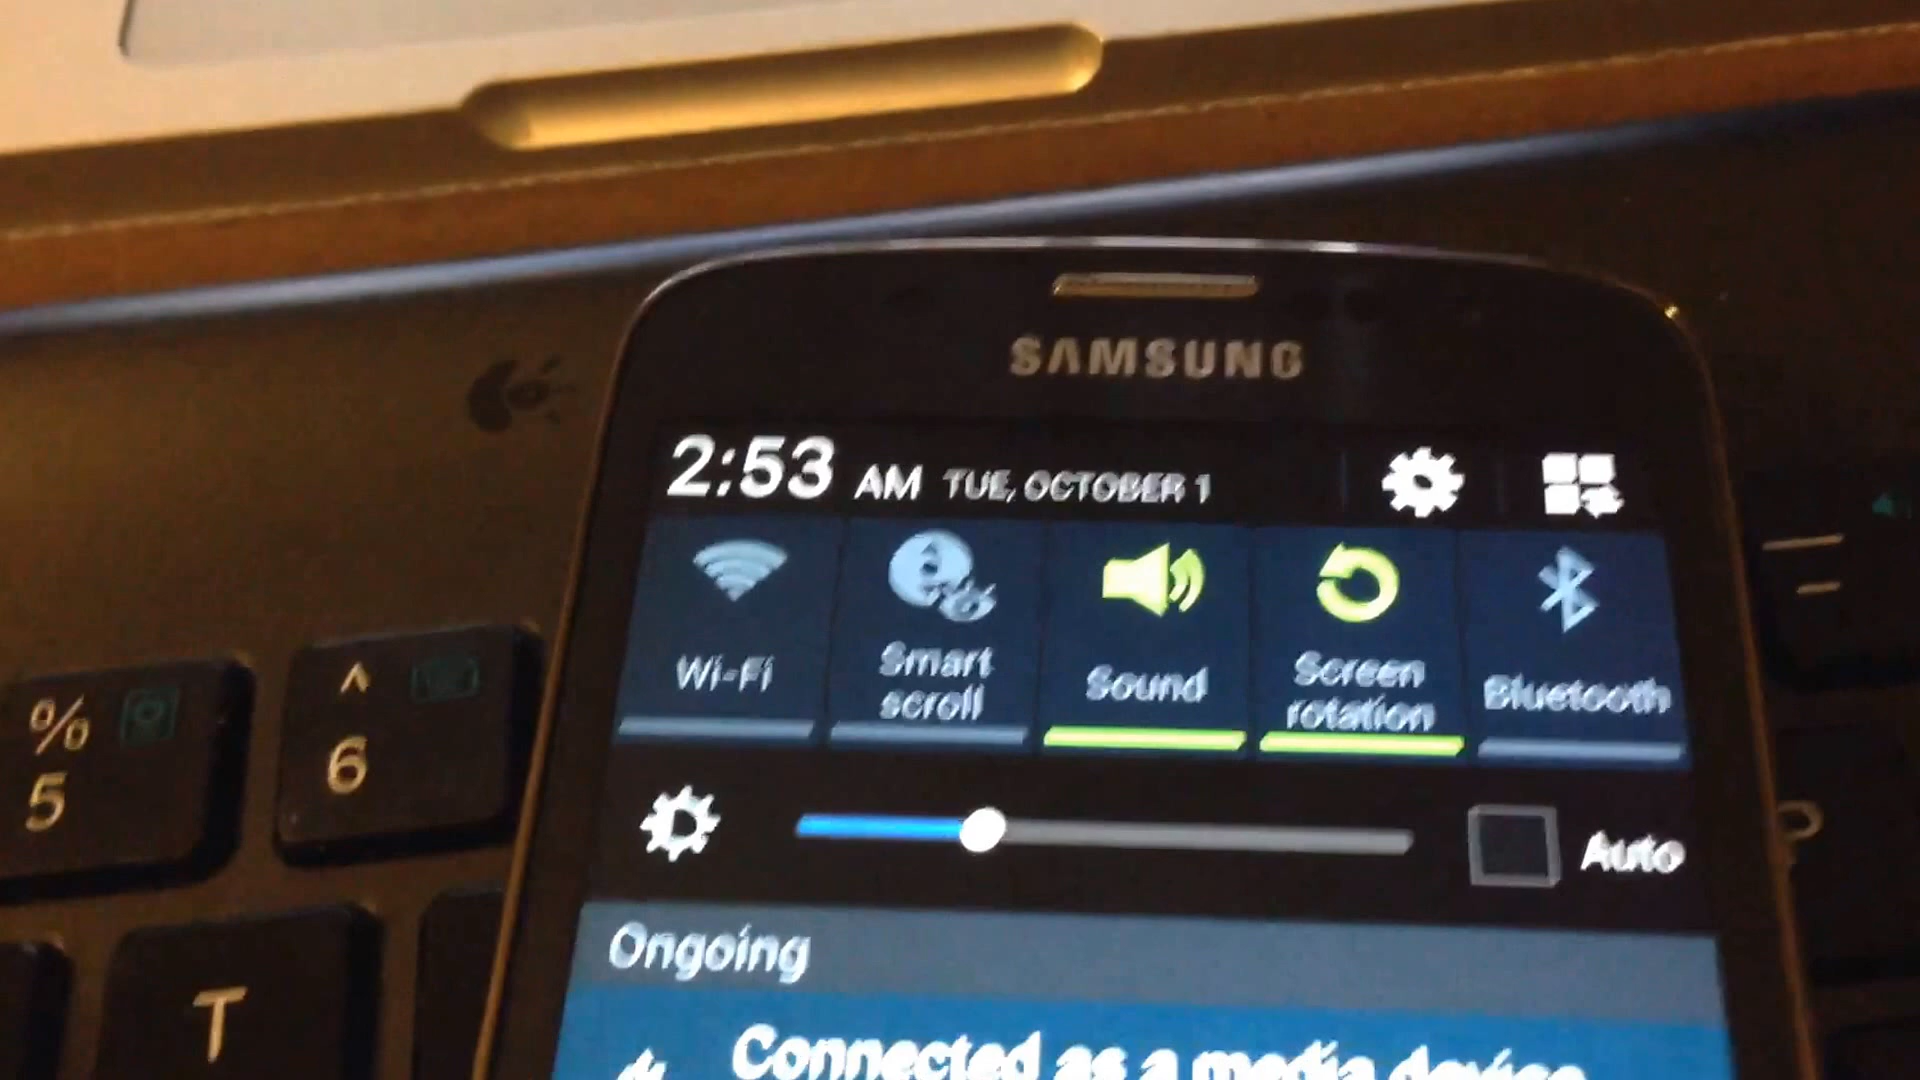 SAMSUNG
2:53 AM TUE, OCTOBER 1
Wi-Fi
Smart scroll
Sound
Screen rotation
Bluetooth
Auto
Ongoing
Connected as a media device
%
5
^
6
T